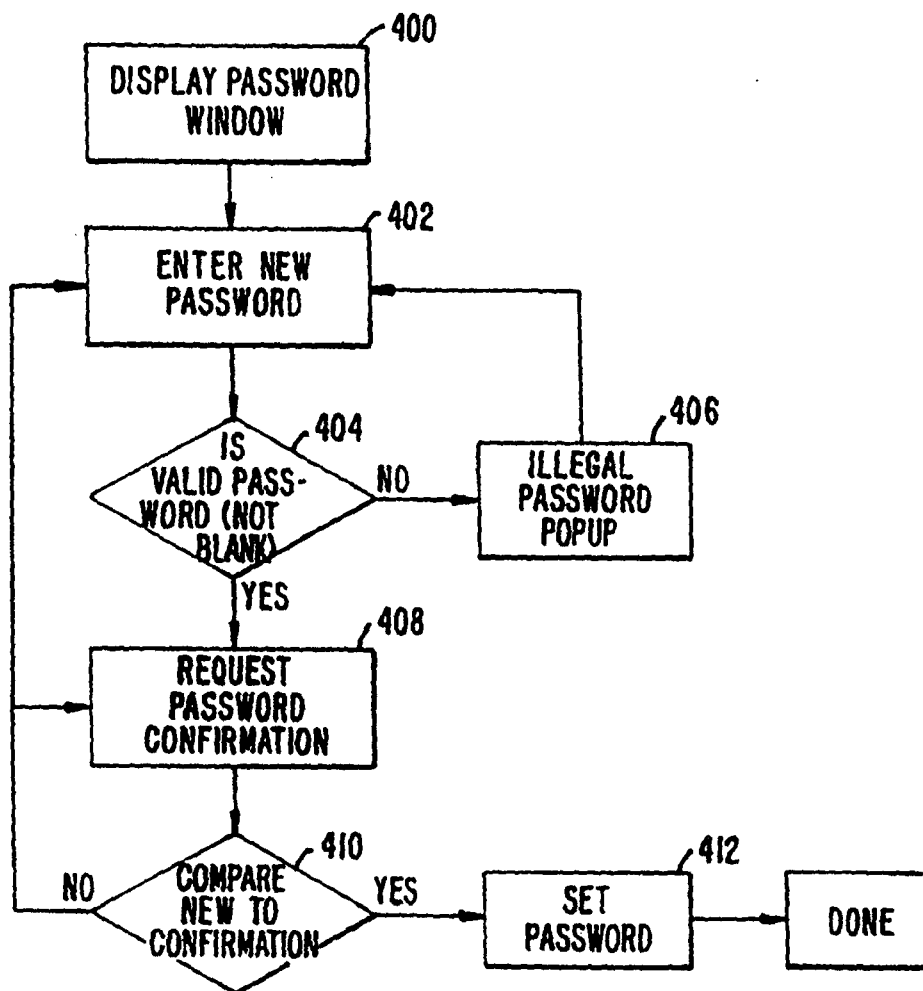 400
DISPLAY PASSWORD
WINDOW
402
ENTER NEW
PASSWORD
404
IS
VALID PASS-
WORD (NOT
BLANK)
NO
406
ILLEGAL
PASSWORD
POPUP
YES
408
REQUEST
PASSWORD
CONFIRMATION
410
COMPARE
NEW TO
CONFIRMATION
NO
YES
412
SET
PASSWORD
DONE